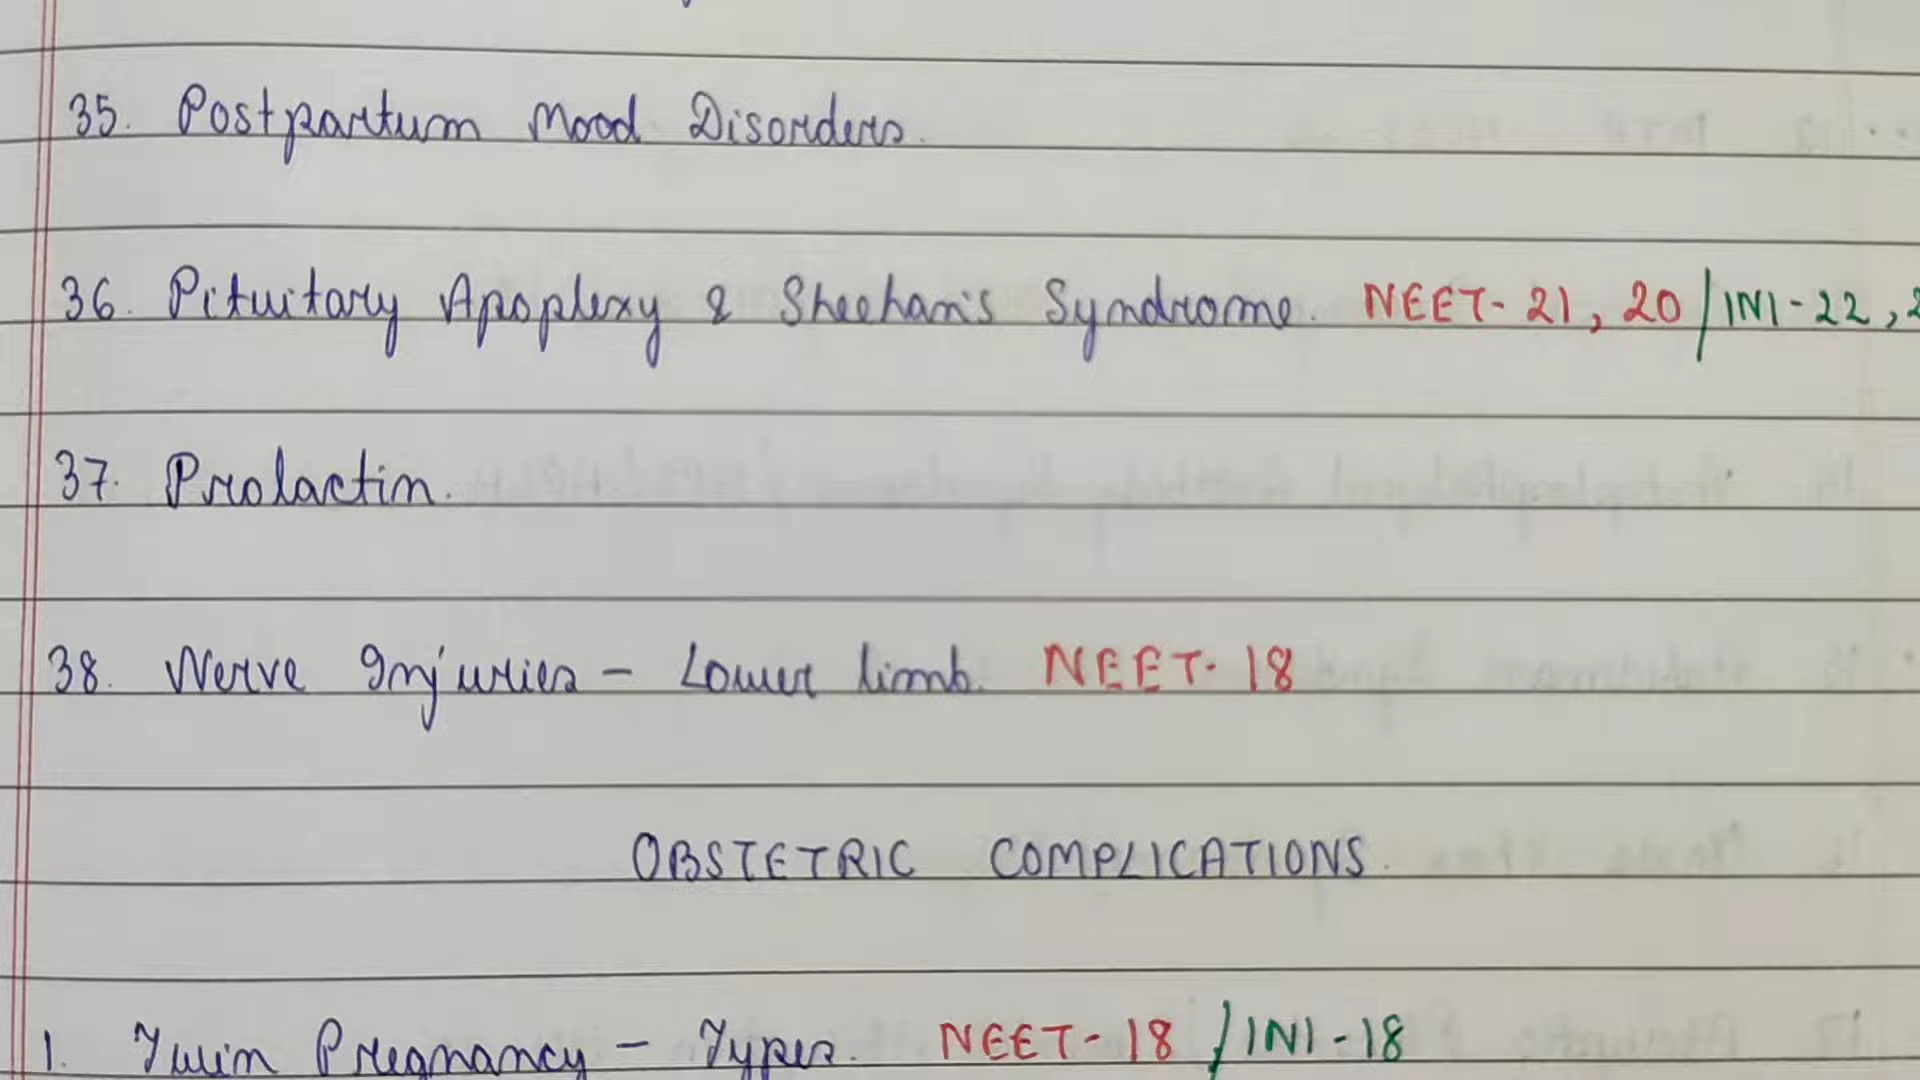 35. Postpartum Mood Disorders.
36. Pituitary Apoplexy & Sheehan's Syndrome. NEET- 21, 20 / INI - 22, 2
37. Prolactin.
38. Nerve Injuries - Lower limb. NEET- 18
OBSTETRIC COMPLICATIONS.
1. Twin Pregnancy - Types. NEET-18 / INI -18